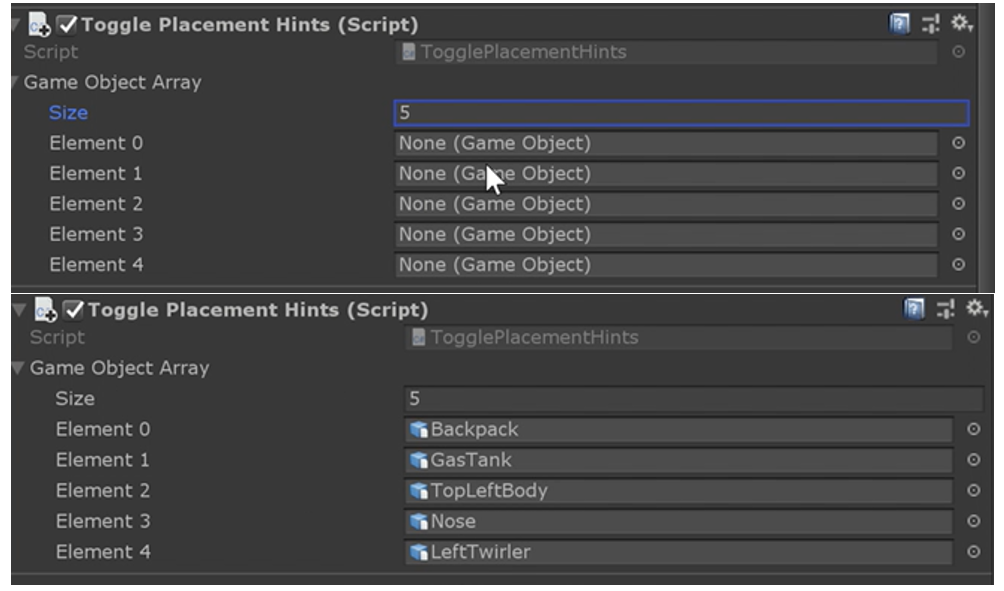 Toggle Placement Hints (Script)
Script TogglePlacementHints
Game Object Array
Size 5
Element 0 None (Game Object)
Element 1 None (Game Object)
Element 2 None (Game Object)
Element 3 None (Game Object)
Element 4 None (Game Object)
Toggle Placement Hints (Script)
Script TogglePlacementHints
Game Object Array
Size 5
Element 0 Backpack
Element 1 GasTank
Element 2 TopLeftBody
Element 3 Nose
Element 4 LeftTwirler